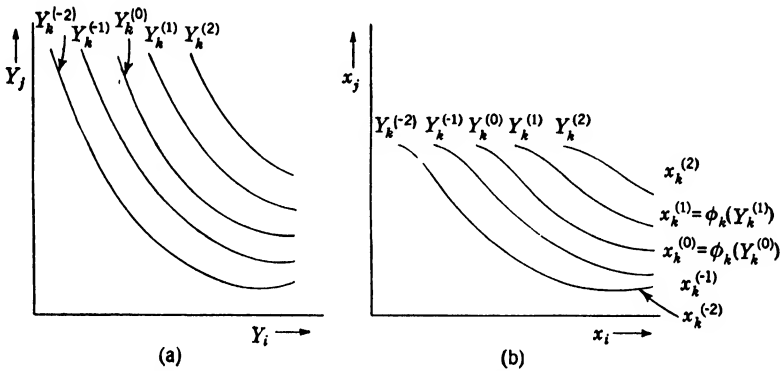 Y_k^(-2) Y_k^(-1) Y_k^(0) Y_k^(1) Y_k^(2)
Y_j
Y_i
(a)
x_j
Y_k^(-2) Y_k^(-1) Y_k^(0) Y_k^(1) Y_k^(2)
x_k^(2)
x_k^(1) = ϕ_k(Y_k^(1))
x_k^(0) = ϕ_k(Y_k^(0))
x_k^(-1)
x_k^(-2)
x_i
(b)